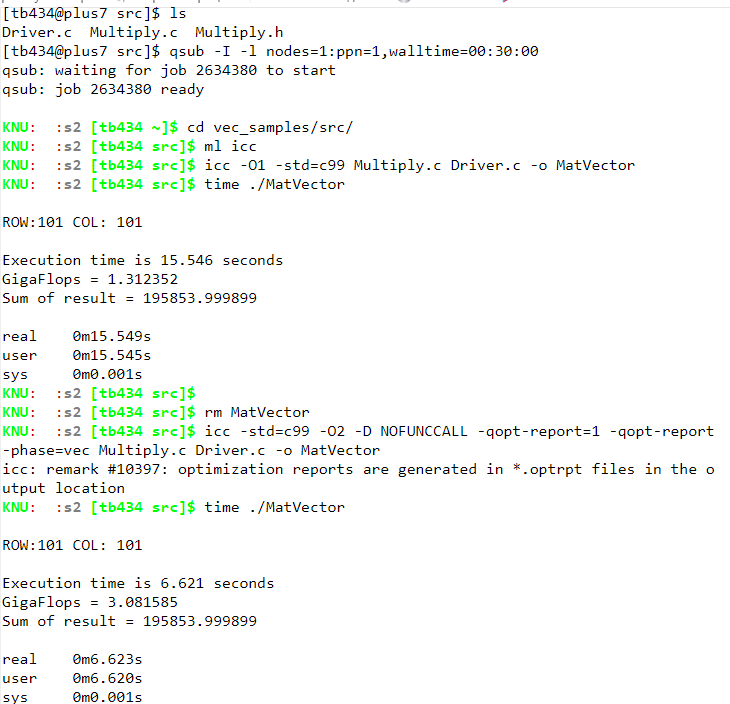 [tb434@plus7 src]$ ls
Driver.c  Multiply.c  Multiply.h
[tb434@plus7 src]$ qsub -I -l nodes=1:ppn=1,walltime=00:30:00
qsub: waiting for job 2634380 to start
qsub: job 2634380 ready
KNU:  :s2 [tb434 ~]$ cd vec_samples/src/
KNU:  :s2 [tb434 src]$ ml icc
KNU:  :s2 [tb434 src]$ icc -O1 -std=c99 Multiply.c Driver.c -o MatVector
KNU:  :s2 [tb434 src]$ time ./MatVector
ROW:101 COL: 101
Execution time is 15.546 seconds
GigaFlops = 1.312352
Sum of result = 195853.999899
real    0m15.549s
user    0m15.545s
sys     0m0.001s
KNU:  :s2 [tb434 src]$
KNU:  :s2 [tb434 src]$ rm MatVector
KNU:  :s2 [tb434 src]$ icc -std=c99 -O2 -D NOFUNCCALL -qopt-report=1 -qopt-report
-phase=vec Multiply.c Driver.c -o MatVector
icc: remark #10397: optimization reports are generated in *.optrpt files in the o
utput location
KNU:  :s2 [tb434 src]$ time ./MatVector
ROW:101 COL: 101
Execution time is 6.621 seconds
GigaFlops = 3.081585
Sum of result = 195853.999899
real    0m6.623s
user    0m6.620s
sys     0m0.001s